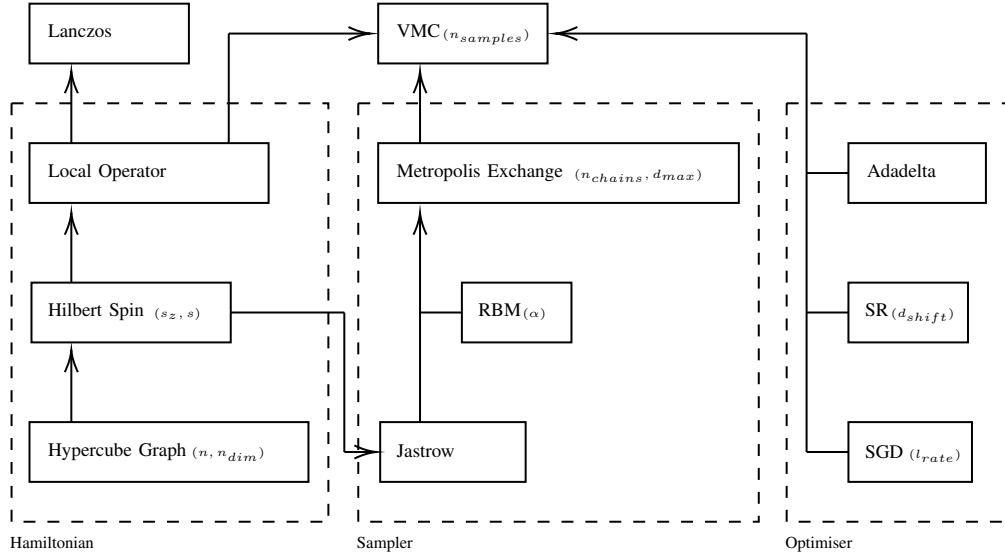 Lanczos
VMC (n_samples)
Local Operator
Metropolis Exchange (n_chains, d_max)
Adadelta
Hilbert Spin (s_z, s)
RBM (α)
SR (d_shift)
Hypercube Graph (n, n_dim)
Jastrow
SGD (l_rate)
Hamiltonian
Sampler
Optimiser